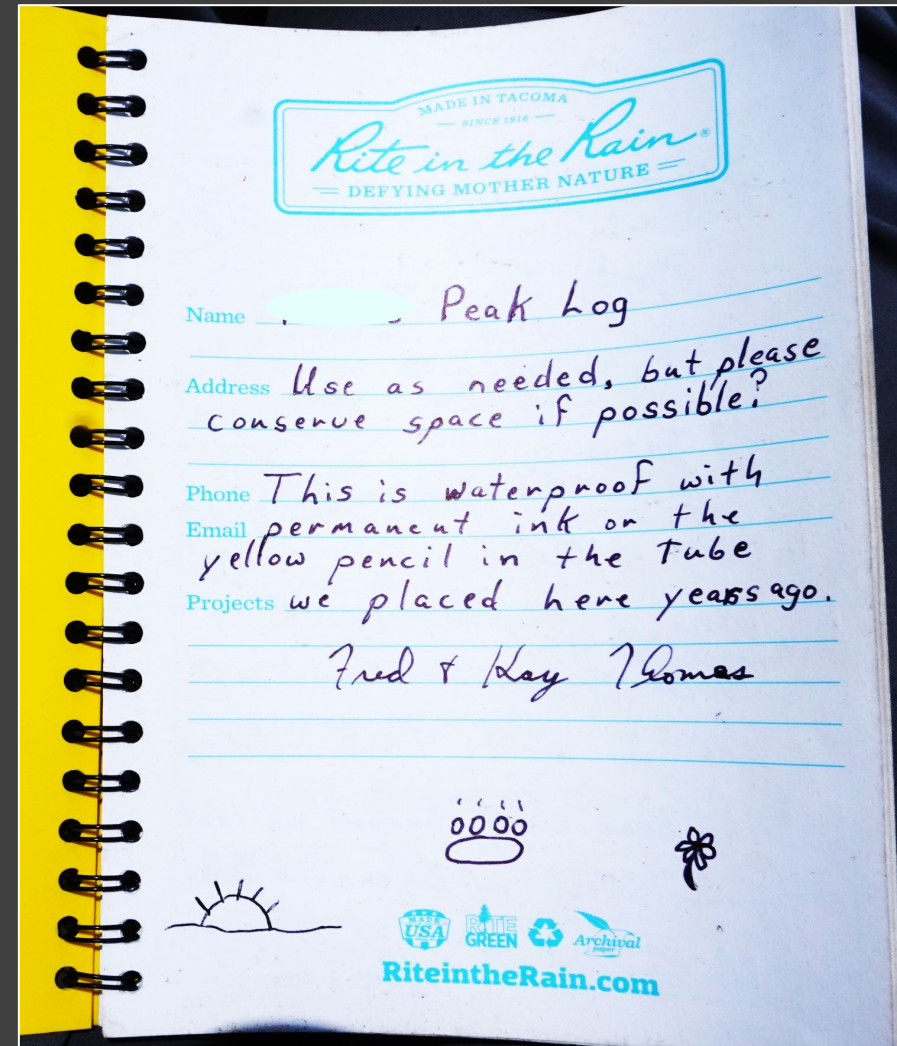 MADE IN TACOMA
SINCE 1916
Rite in the Rain®
DEFYING MOTHER NATURE
Name Peak Log
Address Use as needed, but please
conserve space if possible?
Phone This is waterproof with
Email permanent ink or the
yellow pencil in the Tube
Projects we placed here years ago.
Fred & Kay Thomas
MADE USA
RITE GREEN
Archival paper
RiteintheRain.com